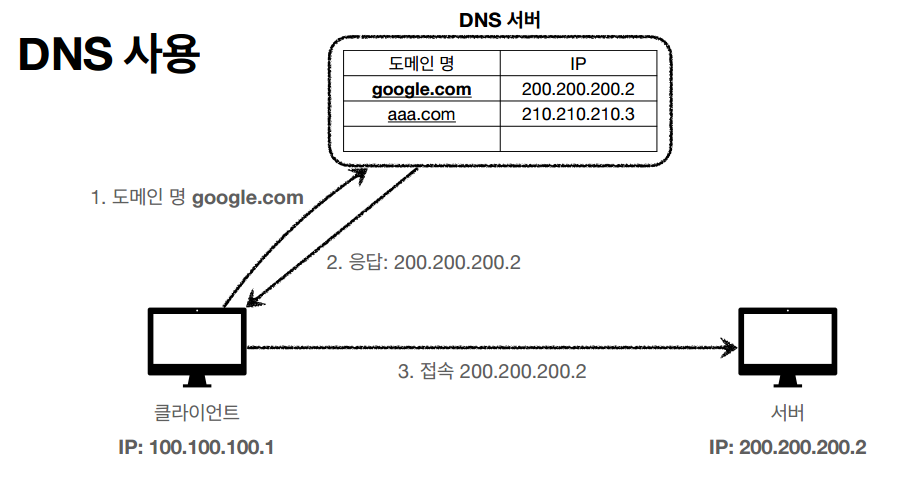 DNS 사용
DNS 서버
도메인 명 IP
google.com 200.200.200.2
aaa.com 210.210.210.3
1. 도메인 명 google.com
2. 응답: 200.200.200.2
3. 접속 200.200.200.2
클라이언트
IP: 100.100.100.1
서버
IP: 200.200.200.2